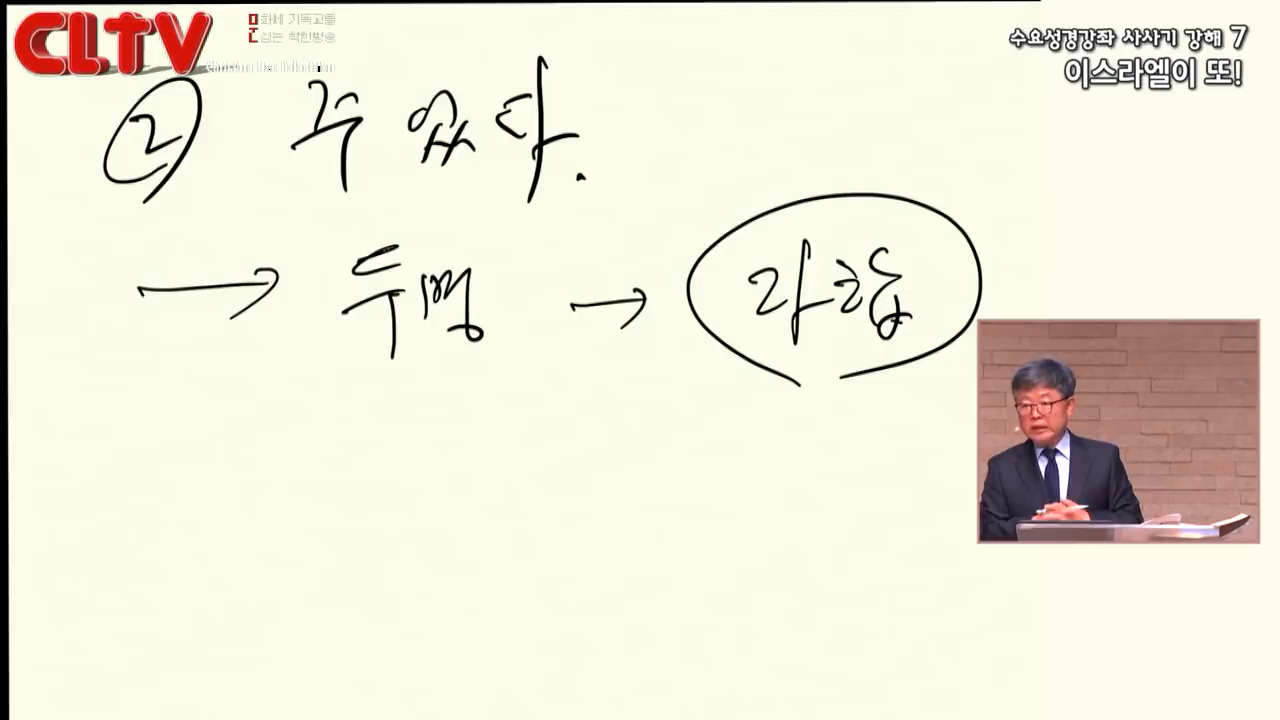 CLTV
수요성경강좌 사사기 강해 7
이스라엘이 또!
② 주었다.
→ 두명 → 라합